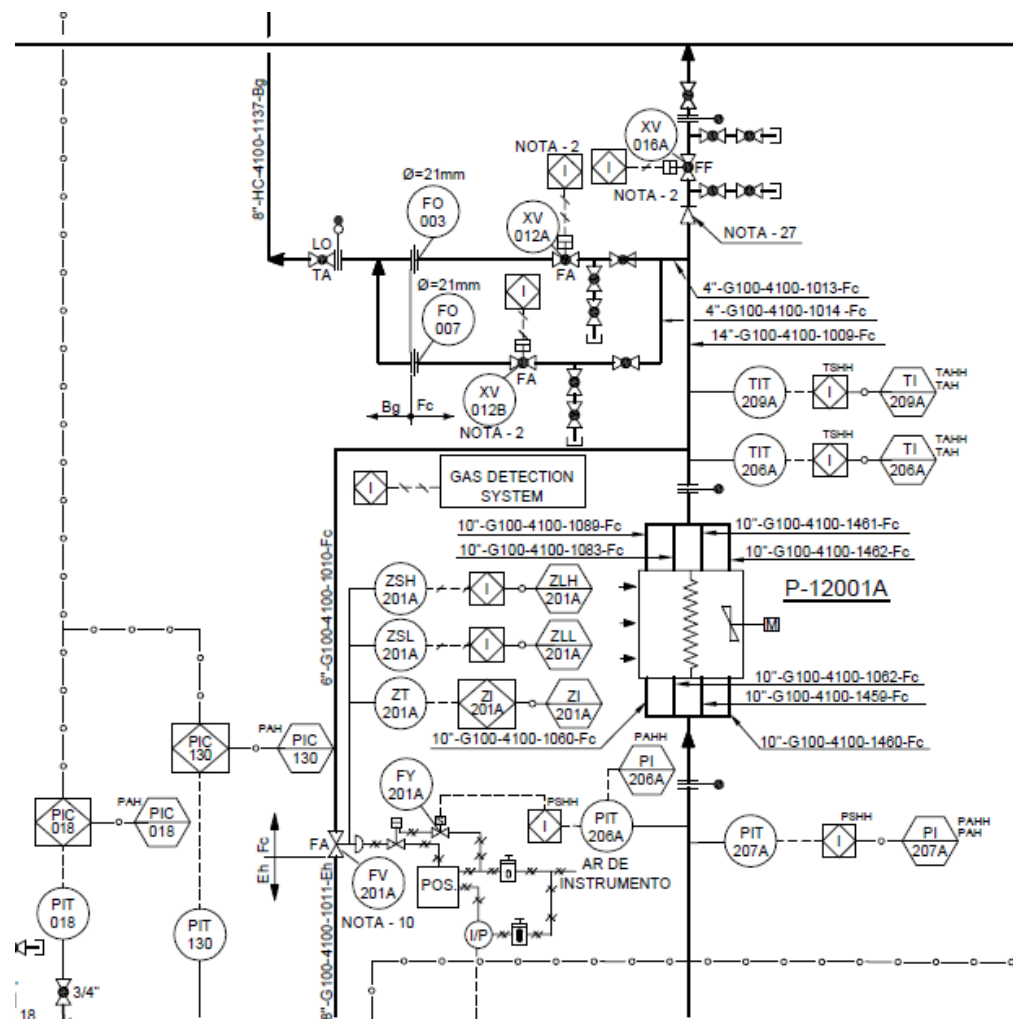 8"-HC-4100-1137-Bg
XV
016A
NOTA - 2
I
I
FF
NOTA - 2
Ø=21mm
FO
003
XV
012A
NOTA - 27
LO
TA
FA
Ø=21mm
I
4"-G100-4100-1013-Fc
4"-G100-4100-1014 -Fc
14"-G100-4100-1009-Fc
FO
007
FA
XV
012B
Bg
Fc
NOTA - 2
TIT
209A
TSHH
I
TI
209A
TAHH
TAH
TIT
206A
TSHH
I
TI
206A
TAHH
TAH
I
GAS DETECTION
SYSTEM
10"-G100-4100-1089-Fc
10"-G100-4100-1461-Fc
10"-G100-4100-1083-Fc
10"-G100-4100-1462-Fc
6"-G100-4100-1010-Fc
ZSH
201A
I
ZLH
201A
P-12001A
M
ZSL
201A
I
ZLL
201A
ZT
201A
ZI
201A
ZI
201A
10"-G100-4100-1062-Fc
10"-G100-4100-1459-Fc
10"-G100-4100-1060-Fc
10"-G100-4100-1460-Fc
PIC
130
PAH
PIC
130
PAHH
PI
206A
FY
201A
PIC
018
PAH
PIC
018
PSHH
I
PIT
206A
PIT
207A
PSHH
I
PI
207A
PAHH
PAH
Eh
Fc
FA
FV
201A
POS.
AR DE
INSTRUMENTO
NOTA - 10
PIT
018
PIT
130
I/P
8"-G100-4100-1011-Eh
3/4"
18